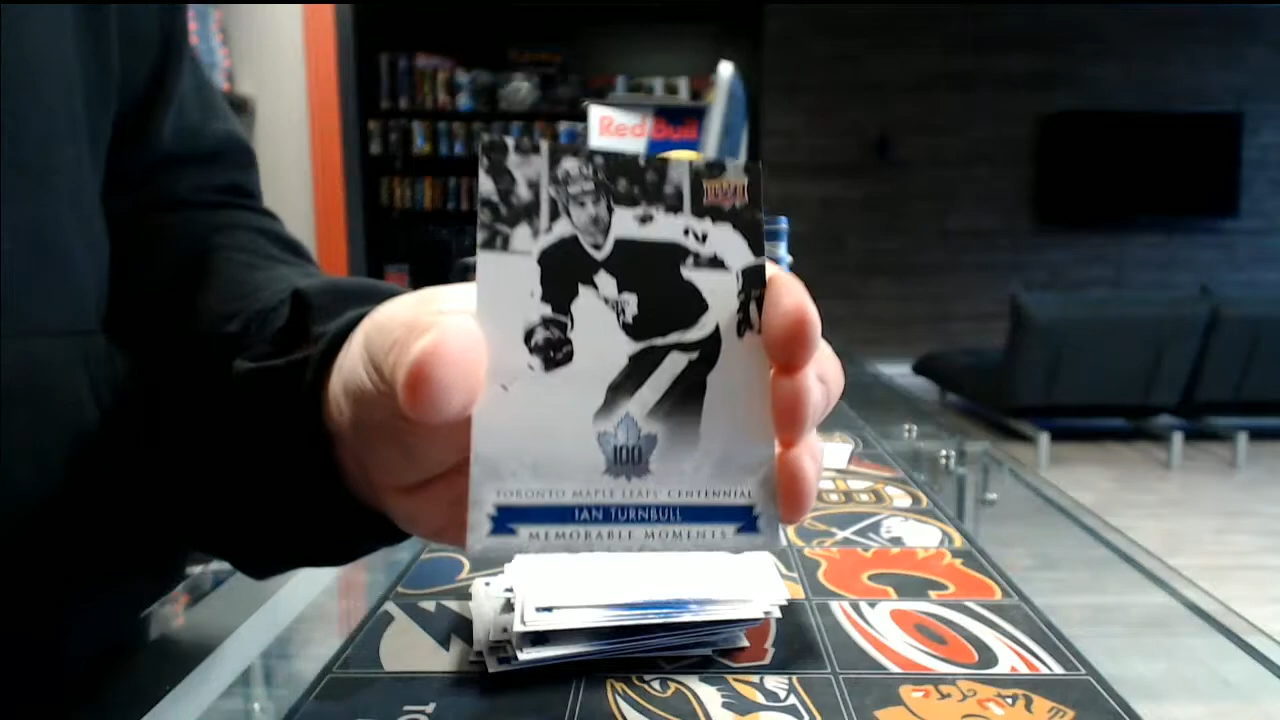 Red Bull
100
TORONTO MAPLE LEAFS' CENTENNIAL
IAN TURNBULL
MEMORABLE MOMENTS